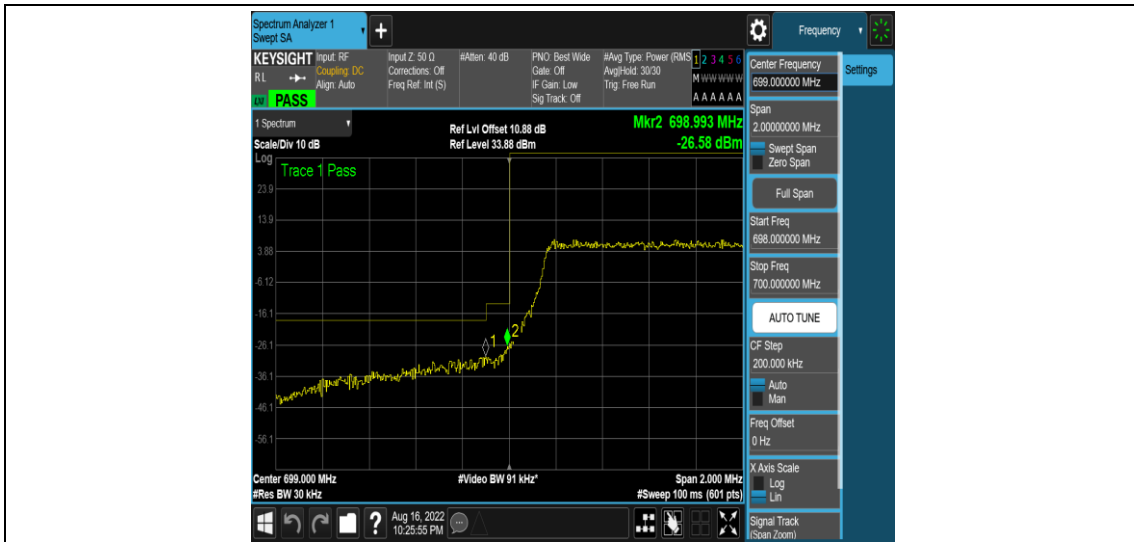 Spectrum Analyzer 1
Swept SA
Frequency
KEYSIGHT
RL
PASS
Input: RF
Coupling: DC
Align: Auto
Input Z: 50 Ω
Corrections: Off
Freq Ref: Int (S)
#Atten: 40 dB
PNO: Best Wide
Gate: Off
IF Gain: Low
Sig Track: Off
#Avg Type: Power (RMS
Avg|Hold: 30/30
Trig: Free Run
1 2 3 4 5 6
M W W W W W
A A A A A A
1 Spectrum
Scale/Div 10 dB
Ref Lvl Offset 10.88 dB
Ref Level 33.88 dBm
Mkr2 698.993 MHz
-26.58 dBm
Log
Trace 1 Pass
23.9
13.9
3.88
-6.12
-16.1
-26.1
-36.1
-46.1
-56.1
1
2
Center 699.000 MHz
#Res BW 30 kHz
#Video BW 91 kHz*
Span 2.000 MHz
#Sweep 100 ms (601 pts)
Aug 16, 2022
10:25:55 PM
Center Frequency
699.000000 MHz
Settings
Span
2.00000000 MHz
Swept Span
Zero Span
Full Span
Start Freq
698.000000 MHz
Stop Freq
700.000000 MHz
AUTO TUNE
CF Step
200.000 kHz
Auto
Man
Freq Offset
0 Hz
X Axis Scale
Log
Lin
Signal Track
(Span Zoom)